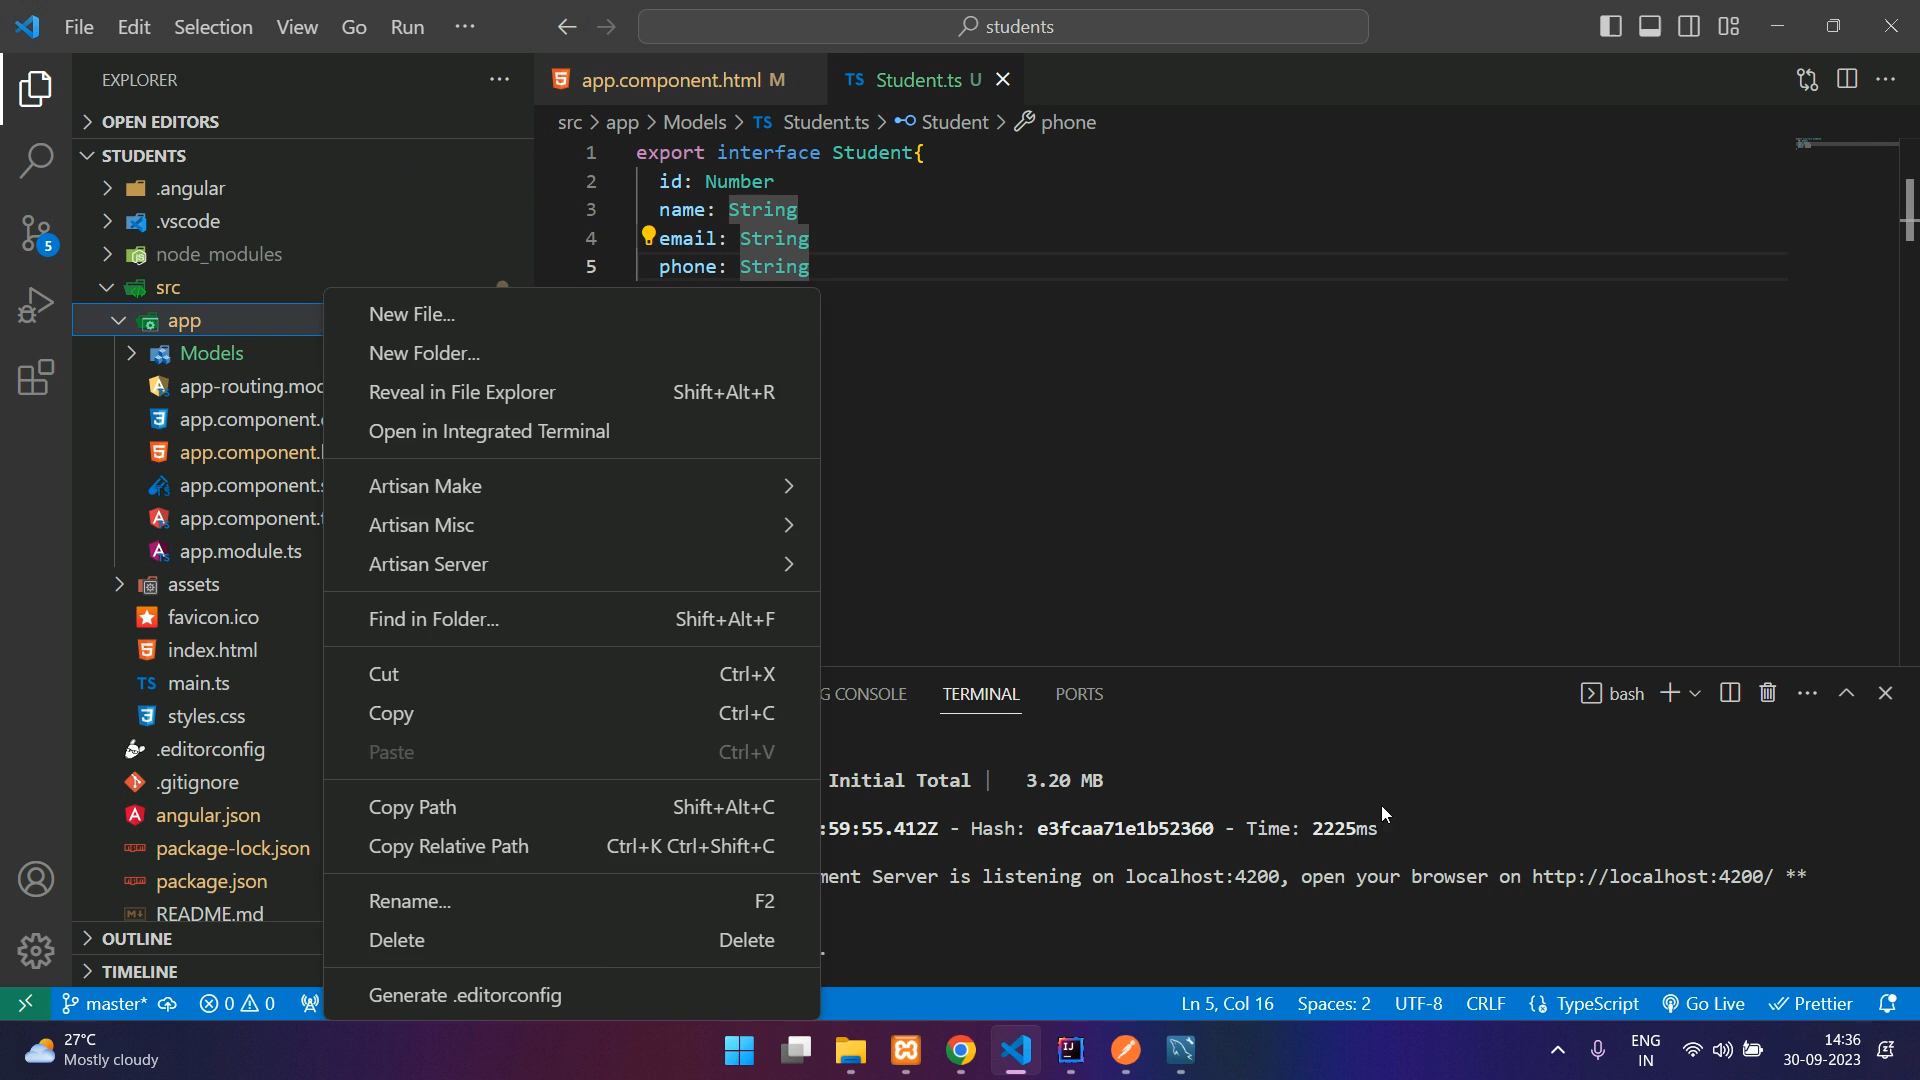 File Edit Selection View Go Run ···
students
EXPLORER ···
OPEN EDITORS
STUDENTS
.angular
.vscode
5
node_modules
src
app
Models
app-routing.mod
app.component.
app.component.
app.component.
app.component.
app.module.ts
assets
favicon.ico
index.html
TS main.ts
styles.css
.editorconfig
.gitignore
angular.json
package-lock.json
package.json
README.md
OUTLINE
TIMELINE
New File...
New Folder...
Reveal in File Explorer Shift+Alt+R
Open in Integrated Terminal
Artisan Make
Artisan Misc
Artisan Server
Find in Folder... Shift+Alt+F
Cut Ctrl+X
Copy Ctrl+C
Paste Ctrl+V
Copy Path Shift+Alt+C
Copy Relative Path Ctrl+K Ctrl+Shift+C
Rename... F2
Delete Delete
Generate .editorconfig
app.component.html M TS Student.ts U
src > app > Models > TS Student.ts > Student > phone
1 export interface Student{
2 id: Number
3 name: String
4 email: String
5 phone: String
G CONSOLE TERMINAL PORTS
bash
Initial Total | 3.20 MB
:59:55.412Z - Hash: e3fcaa71e1b52360 - Time: 2225ms
ment Server is listening on localhost:4200, open your browser on http://localhost:4200/ **
.
master* 0 0 Ln 5, Col 16 Spaces: 2 UTF-8 CRLF {} TypeScript Go Live Prettier
27°C
Mostly cloudy
ENG
IN
14:36
30-09-2023